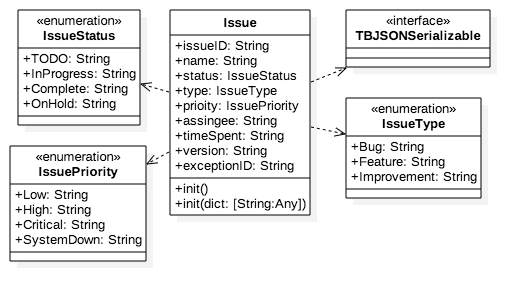 «enumeration»
IssueStatus
+TODO: String
+InProgress: String
+Complete: String
+OnHold: String
Issue
+issueID: String
+name: String
+status: IssueStatus
+type: IssueType
+prioity: IssuePriority
+assingee: String
+timeSpent: String
+version: String
+exceptionID: String
+init()
+init(dict: [String:Any])
«interface»
TBJSONSerializable
«enumeration»
IssueType
+Bug: String
+Feature: String
+Improvement: String
«enumeration»
IssuePriority
+Low: String
+High: String
+Critical: String
+SystemDown: String